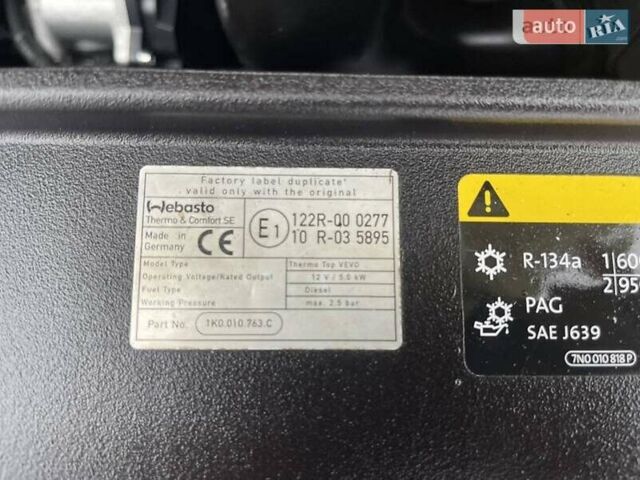 auto RIA
Factory label duplicate
valid only with the original
Webasto
Thermo & Comfort SE
Made in
Germany
CE
E1
122R-00 0277
10 R-03 5895
Model Type Thermo Top VEVO
Operating Voltage/Rated Output 12 V / 5.0 kW
Fuel Type Diesel
Working Pressure max. 2.5 bar
Part No. 1K0.010.763.C
R-134a
PAG
SAE J639
7N0 010 818 P